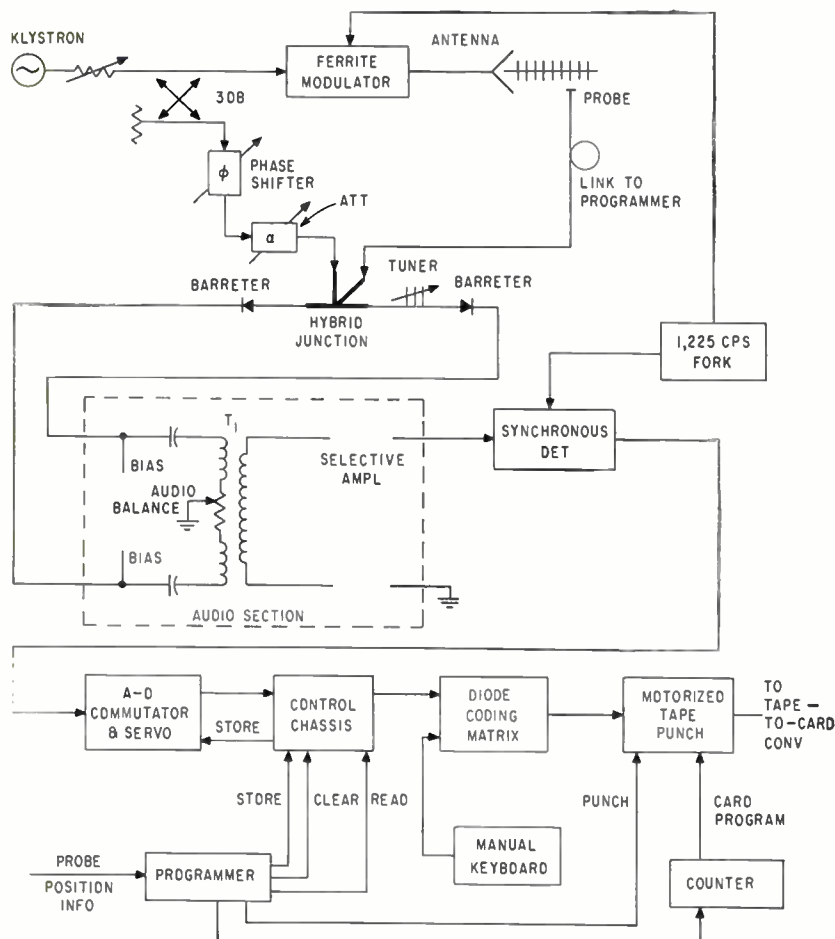 KLYSTRON
FERRITE
MODULATOR
ANTENNA
3DB
PROBE
ϕ
PHASE
SHIFTER
LINK TO
PROGRAMMER
ATT
α
TUNER
BARRETER
BARRETER
HYBRID
JUNCTION
1,225 CPS
FORK
T1
SYNCHRONOUS
DET
SELECTIVE
AMPL
BIAS
AUDIO
BALANCE
BIAS
AUDIO SECTION
A-D
COMMUTATOR
& SERVO
STORE
CONTROL
CHASSIS
DIODE
CODING
MATRIX
MOTORIZED
TAPE
PUNCH
TO
TAPE —
TO-CARD
CONV
STORE
CLEAR
READ
PUNCH
CARD
PROGRAM
MANUAL
KEYBOARD
PROBE
POSITION
INFO
PROGRAMMER
COUNTER